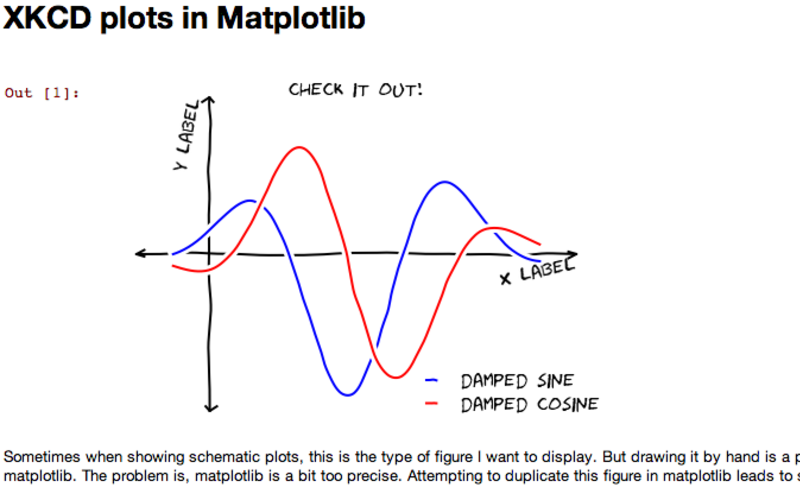 XKCD plots in Matplotlib
Out [1]:
CHECK IT OUT!
Y LABEL
X LABEL
DAMPED SINE
DAMPED COSINE
Sometimes when showing schematic plots, this is the type of figure I want to display. But drawing it by hand is a
matplotlib. The problem is, matplotlib is a bit too precise. Attempting to duplicate this figure in matplotlib leads to